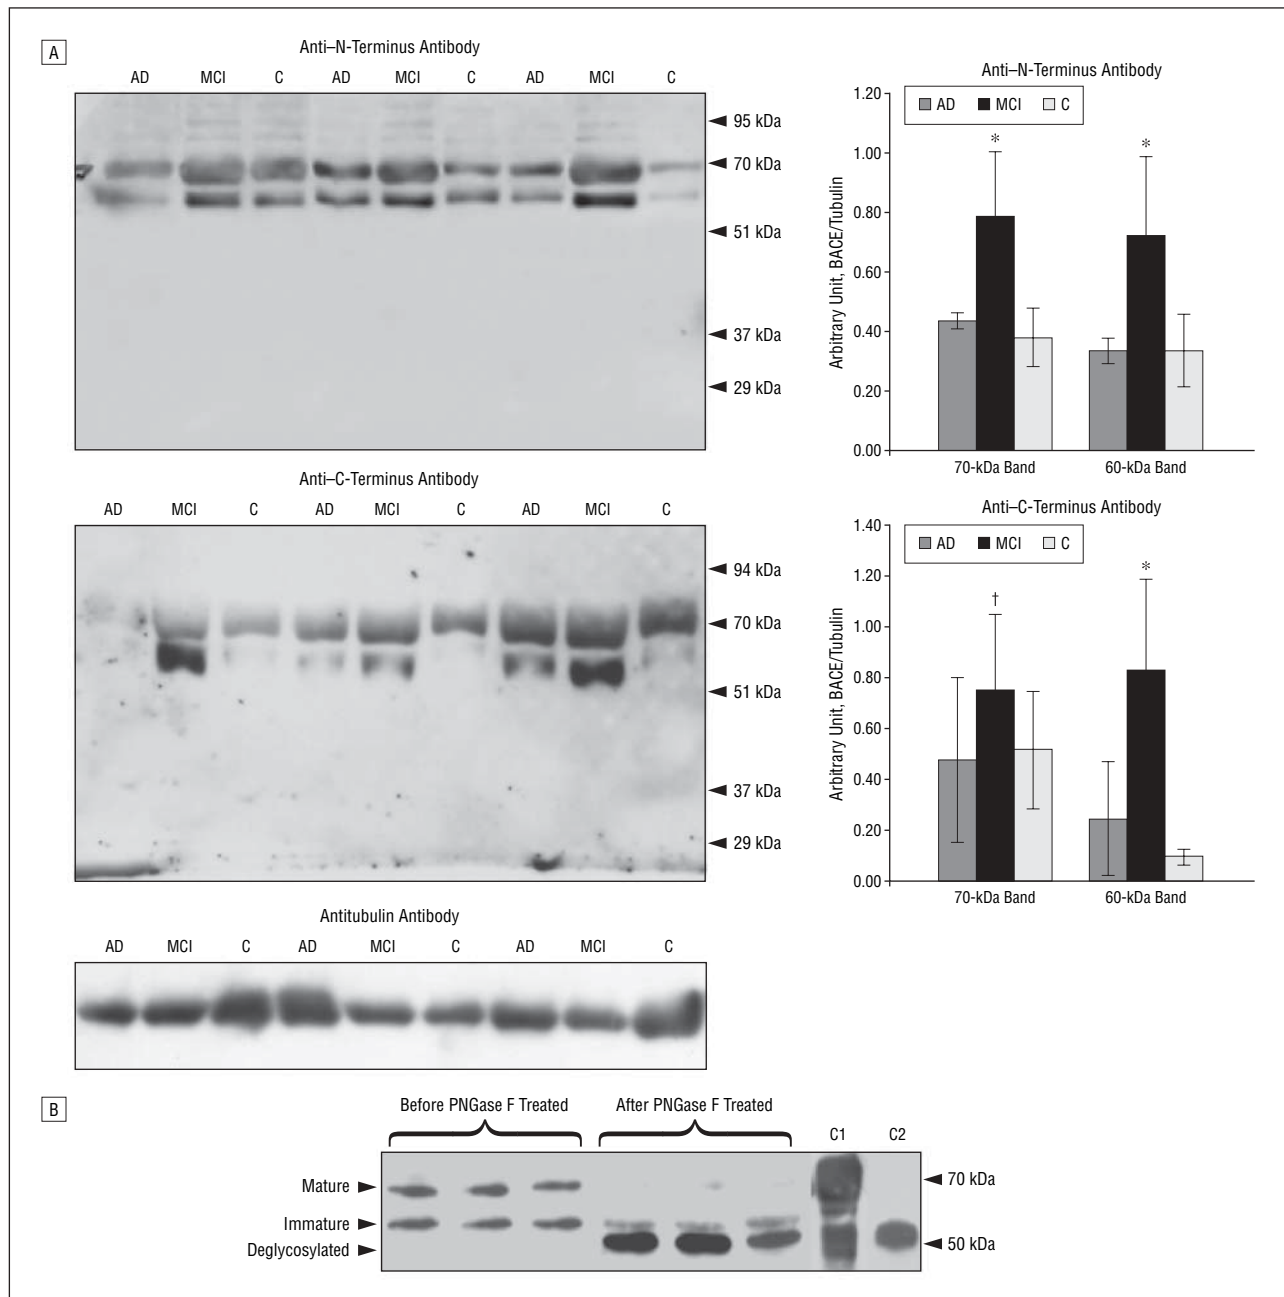 A
Anti–N-Terminus Antibody
AD MCI C AD MCI C AD MCI C
95 kDa
70 kDa
51 kDa
37 kDa
29 kDa
Anti–N-Terminus Antibody
AD MCI C
Arbitrary Unit, BACE/Tubulin
1.20
1.00
0.80
0.60
0.40
0.20
0.00
* *
70-kDa Band 60-kDa Band
Anti–C-Terminus Antibody
AD MCI C AD MCI C AD MCI C
94 kDa
70 kDa
51 kDa
37 kDa
29 kDa
Anti–C-Terminus Antibody
AD MCI C
Arbitrary Unit, BACE/Tubulin
1.40
1.20
1.00
0.80
0.60
0.40
0.20
0.00
† *
70-kDa Band 60-kDa Band
Antitubulin Antibody
AD MCI C AD MCI C AD MCI C
B
Before PNGase F Treated After PNGase F Treated C1 C2
Mature
Immature
Deglycosylated
70 kDa
50 kDa